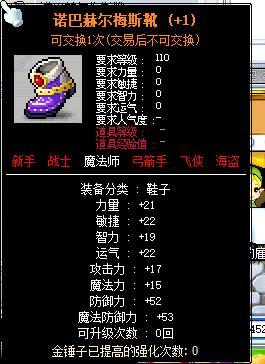 诺巴赫尔梅斯靴 (+1)
可交换1次(交易后不可交换)
要求等级 : 110
要求力量 : 0
要求敏捷 : 0
要求智力 : 0
要求运气 : 0
要求人气度 : -
道具等级 : -
道具经验值 : -
新手 战士 魔法师 弓箭手 飞侠 海盗
装备分类 : 鞋子
力量 : +21
敏捷 : +22
智力 : +19
运气 : +22
攻击力 : +17
魔力 : +15
防御力 : +52
魔法防御力 : +53
可升级次数 : 0回
金锤子已提高的强化次数: 0